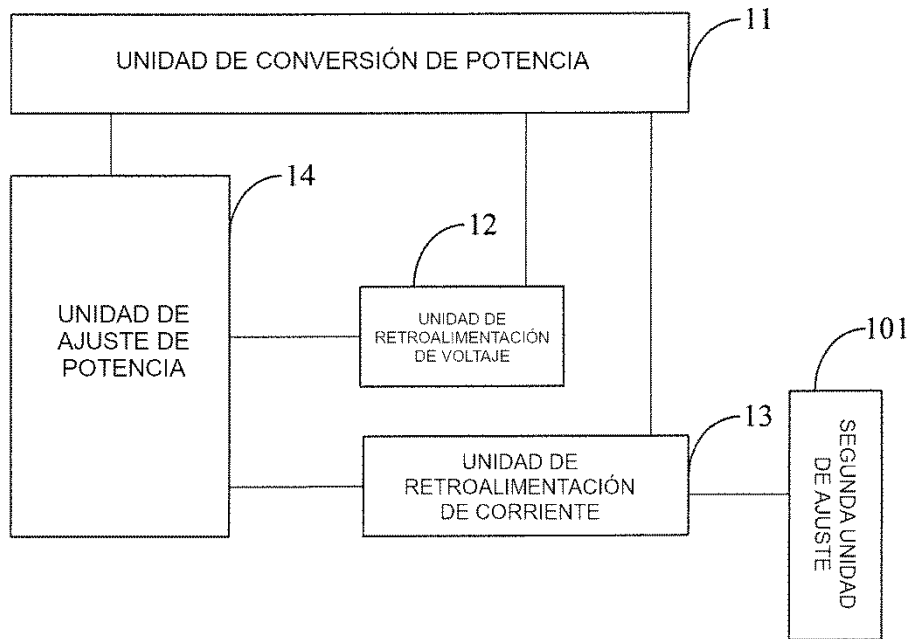 11
UNIDAD DE CONVERSIÓN DE POTENCIA
14
12
UNIDAD DE
AJUSTE DE
POTENCIA
UNIDAD DE
RETROALIMENTACIÓN
DE VOLTAJE
101
13
UNIDAD DE
RETROALIMENTACIÓN
DE CORRIENTE
SEGUNDA UNIDAD
DE AJUSTE